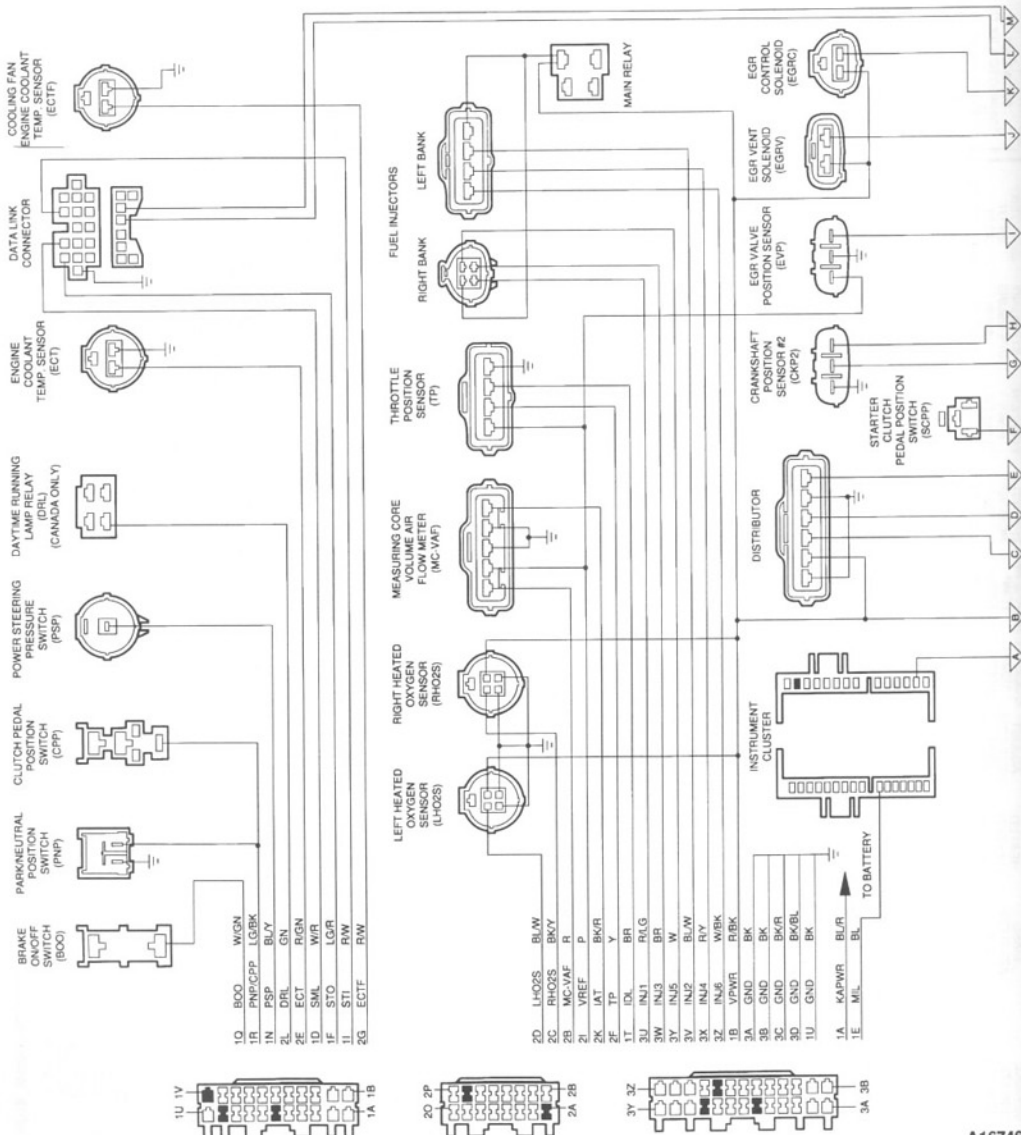 COOLING FAN
ENGINE COOLANT
TEMP. SENSOR
(ECTF)
DATA LINK
CONNECTOR
ENGINE
COOLANT
TEMP. SENSOR
(ECT)
DAYTIME RUNNING
LAMP RELAY
(DRL)
(CANADA ONLY)
POWER STEERING
PRESSURE
SWITCH
(PSP)
CLUTCH PEDAL
POSITION
SWITCH
(CPP)
PARK/NEUTRAL
POSITION
SWITCH
(PNP)
BRAKE
ON/OFF
SWITCH
(BOO)
1Q BOO W/GN
1R PNP/CPP LG/BK
1N PSP BL/Y
2L DRL GN
2E ECT R/GN
1D SML W/R
1F STO LG/R
1I STI R/W
2G ECTF R/W
MAIN RELAY
FUEL INJECTORS
LEFT BANK
RIGHT BANK
THROTTLE
POSITION
SENSOR
(TP)
MEASURING CORE
VOLUME AIR
FLOW METER
(MC-VAF)
RIGHT HEATED
OXYGEN
SENSOR
(RHO2S)
LEFT HEATED
OXYGEN
SENSOR
(LHO2S)
2D LHO2S BL/W
2C RHO2S BK/Y
2B MC-VAF R
2I VREF P
2K IAT BK/R
2F TP Y
1T IDL BR
3U INJ1 R/LG
3W INJ3 BR
3Y INJ5 W
3V INJ2 BL/W
3X INJ4 R/Y
3Z INJ6 W/BK
1B VPWR R/BK
3A GND BK
3B GND BK
3C GND BK/R
3D GND BK/BL
1U GND BK
1A KAPWR BL/R
1E MIL BL
TO BATTERY
EGR
CONTROL
SOLENOID
(EGRC)
EGR VENT
SOLENOID
(EGRV)
EGR VALVE
POSITION SENSOR
(EVP)
CRANKSHAFT
POSITION
SENSOR #2
(CKP2)
STARTER
CLUTCH
PEDAL POSITION
SWITCH
(SCPP)
DISTRIBUTOR
INSTRUMENT
CLUSTER
M
L
K
J
I
H
G
F
E
D
C
B
A
1U 1V
1A 1B
2O 2P
2A 2B
3Y 3Z
3A 3B